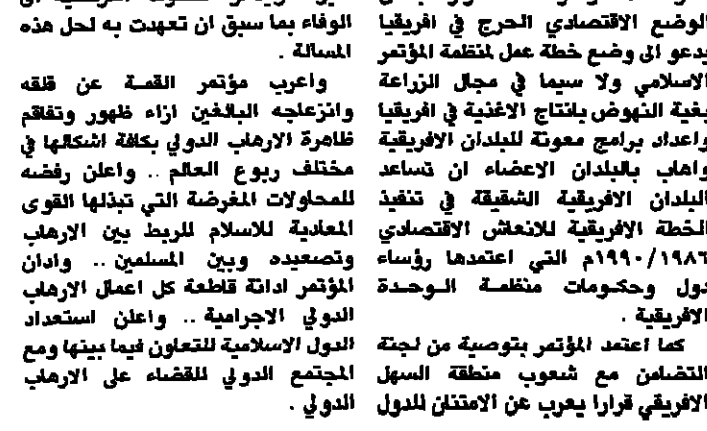 الوضع الاقتصادي الحرج في افريقيا
يدعو الى وضع خطة عمل لمنظمة المؤتمر
الاسلامي ولا سيما في مجال الزراعة
بغية النهوض بانتاج الاغذية في افريقيا
واعداد برامج معونة للبلدان الافريقية
واهاب بالبلدان الاعضاء ان تساعد
البلدان الافريقية الشقيقة في تنفيذ
الخطة الافريقية للانعاش الاقتصادي
١٩٨٦/١٩٩٠م التي اعتمدها رؤساء
دول وحكومات منظمة الوحدة
الافريقية .
كما اعتمد المؤتمر بتوصية من لجنة
التضامن مع شعوب منطقة السهل
الافريقي قرارا يعرب عن الامتنان للدول
الوفاء بما سبق ان تعهدت به لحل هذه
المسالة .
واعرب مؤتمر القمة عن قلقه
وانزعاجه البالغين ازاء ظهور وتفاقم
ظاهرة الارهاب الدولي بكافة اشكالها في
مختلف ربوع العالم .. واعلن رفضه
للمحاولات المغرضة التي تبذلها القوى
المعادية للاسلام للربط بين الارهاب
وتصعيده وبين المسلمين .. وادان
المؤتمر ادانة قاطعة كل اعمال الارهاب
الدولي الاجرامية .. واعلن استعداد
الدول الاسلامية للتعاون فيما بينها ومع
المجتمع الدولي للقضاء على الارهاب
الدولي .